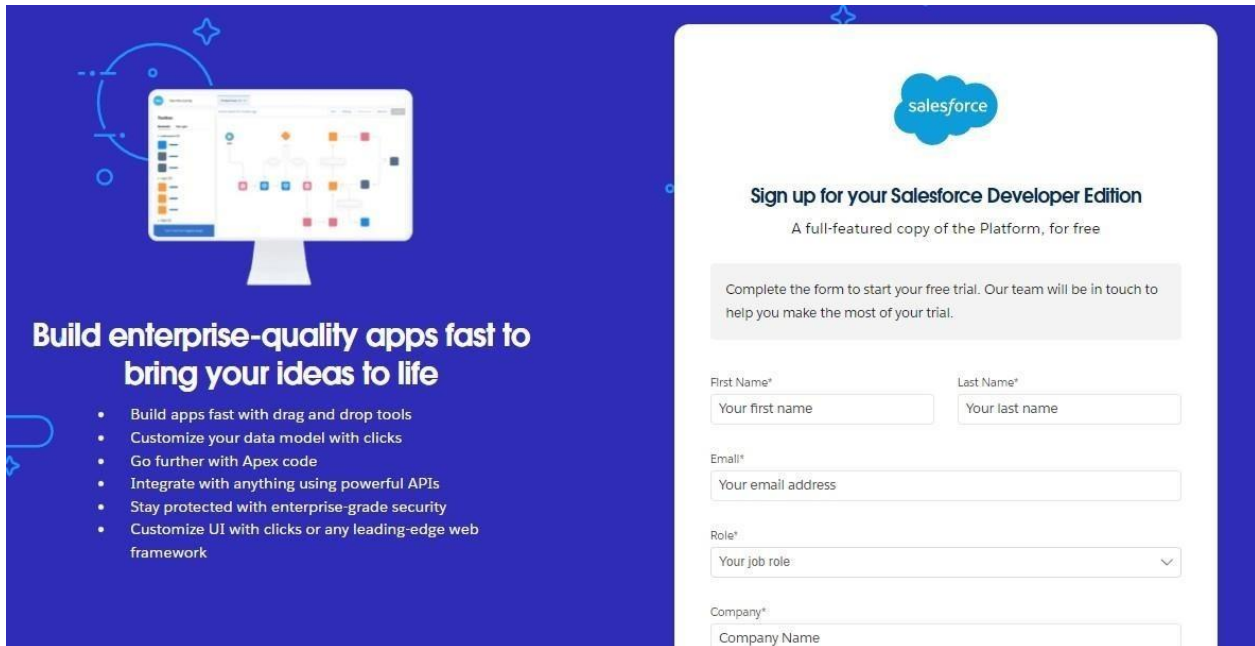 Build enterprise-quality apps fast to
bring your ideas to life
Build apps fast with drag and drop tools
Customize your data model with clicks
Go further with Apex code
Integrate with anything using powerful APIs
Stay protected with enterprise-grade security
Customize UI with clicks or any leading-edge web
framework
salesforce
Sign up for your Salesforce Developer Edition
A full-featured copy of the Platform, for free
Complete the form to start your free trial. Our team will be in touch to
help you make the most of your trial.
First Name* Last Name*
Your first name Your last name
Email*
Your email address
Role*
Your job role
Company*
Company Name